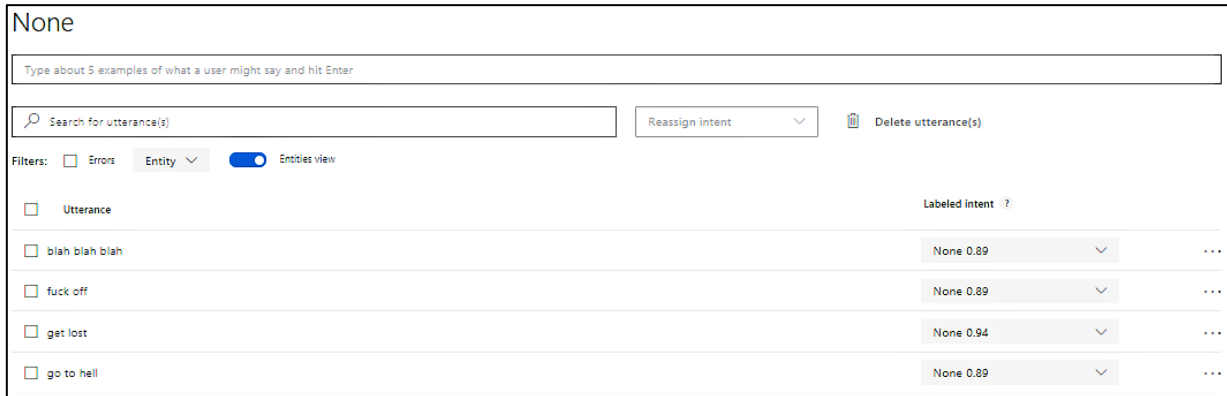 None
Type about 5 examples of what a user might say and hit Enter
Search for utterance(s) Reassign intent Delete utterance(s)
Filters: Errors Entity Entities view
Utterance Labeled intent ?
blah blah blah None 0.89 ...
fuck off None 0.89 ...
get lost None 0.94 ...
go to hell None 0.89 ...